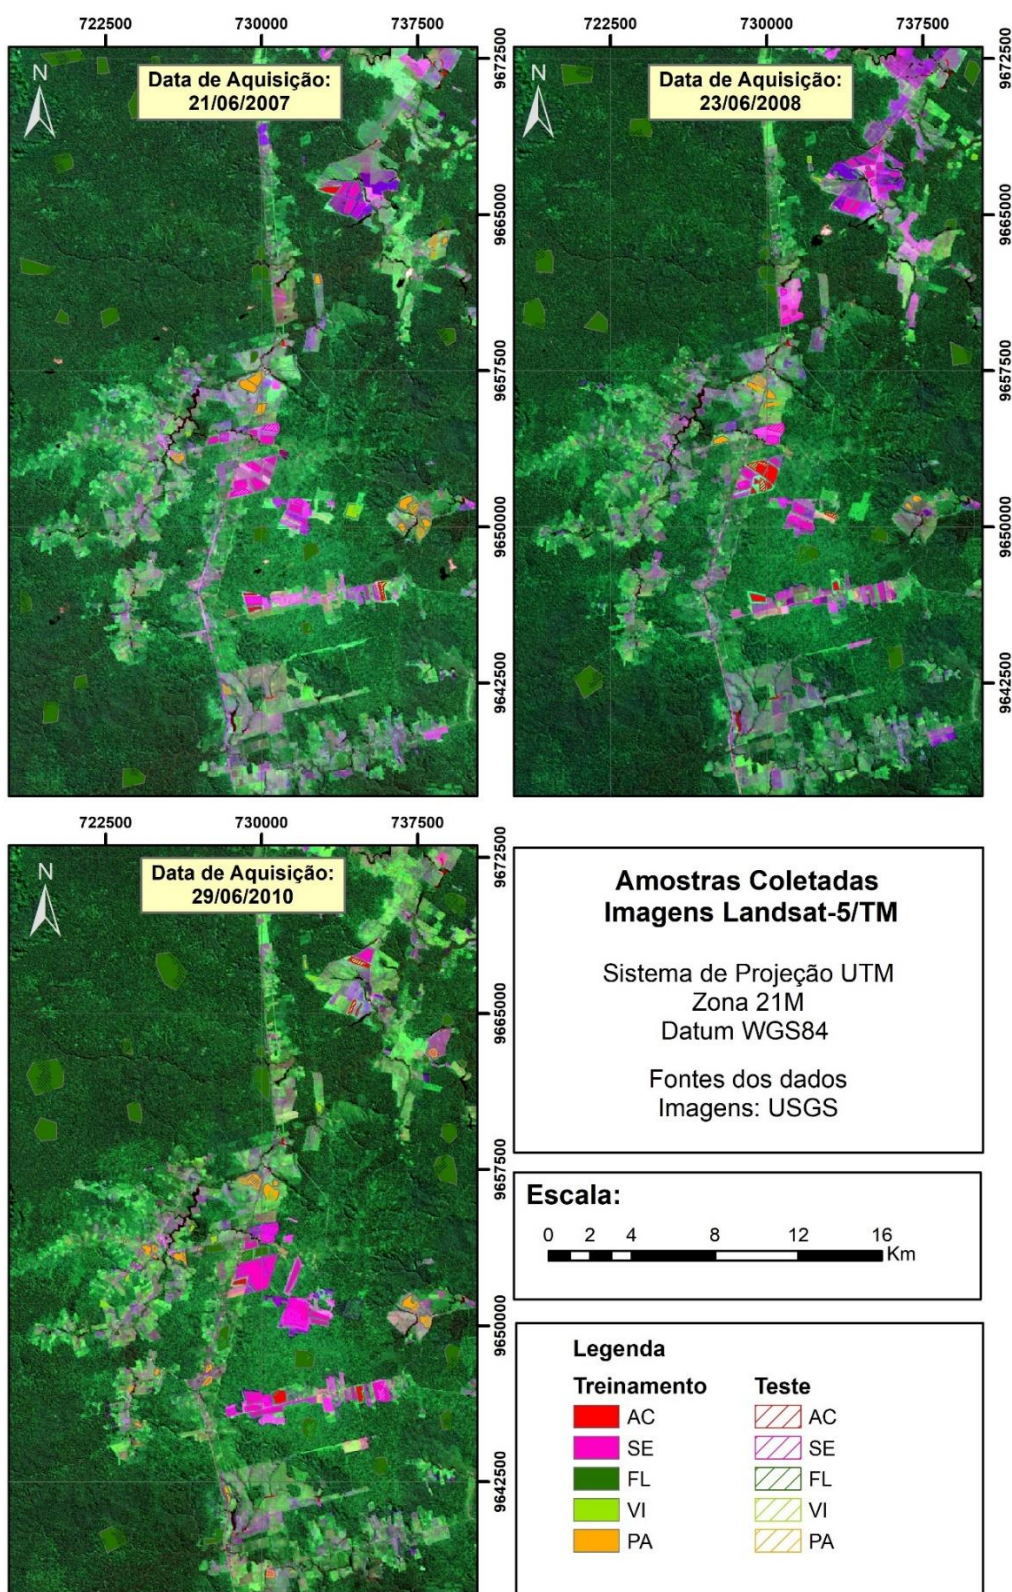 722500 730000 737500
722500 730000 737500
N
Data de Aquisição:
21/06/2007
9672500
9665000
9657500
9650000
9642500
N
Data de Aquisição:
23/06/2008
9672500
9665000
9657500
9650000
9642500
722500 730000 737500
N
Data de Aquisição:
29/06/2010
9672500
9665000
9657500
9650000
9642500
Amostras Coletadas
Imagens Landsat-5/TM
Sistema de Projeção UTM
Zona 21M
Datum WGS84
Fontes dos dados
Imagens: USGS
Escala:
0 2 4 8 12 16
Km
Legenda
Treinamento Teste
AC AC
SE SE
FL FL
VI VI
PA PA